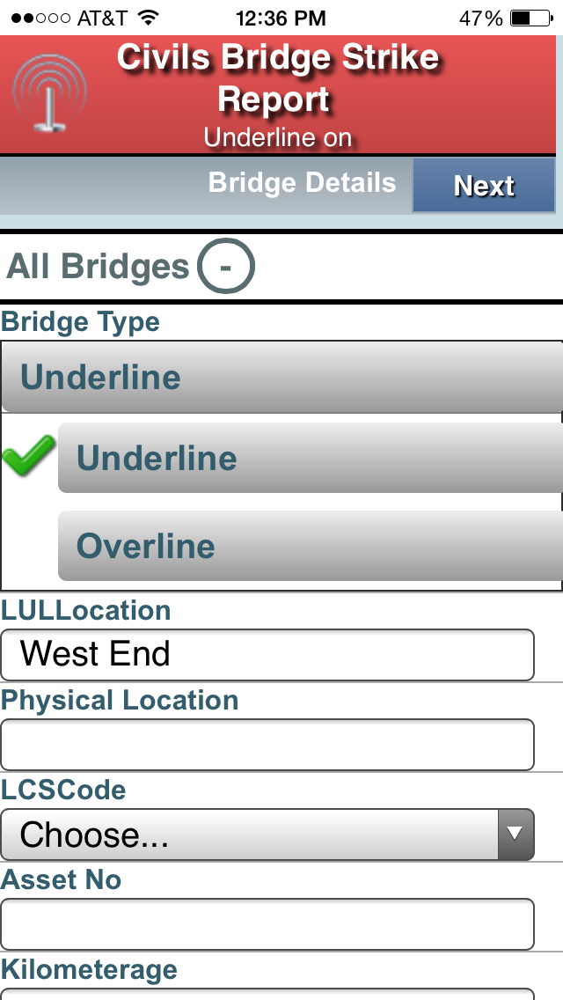 AT&T 12:36 PM 47%
Civils Bridge Strike
Report
Underline on
Bridge Details Next
All Bridges -
Bridge Type
Underline
Underline
Overline
LULLocation
West End
Physical Location
LCSCode
Choose...
Asset No
Kilometerage